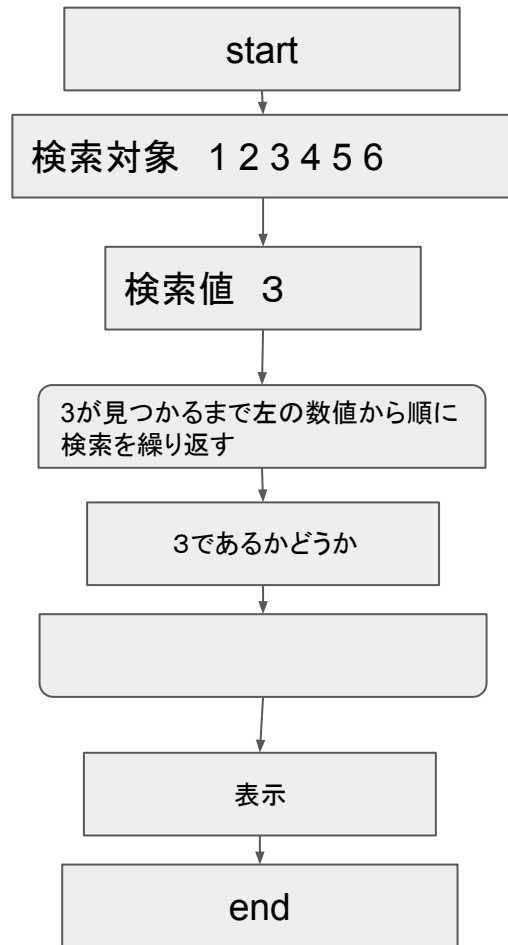 start
検索対象　1 2 3 4 5 6
検索値　3
3が見つかるまで左の数値から順に
検索を繰り返す
3であるかどうか
表示
end